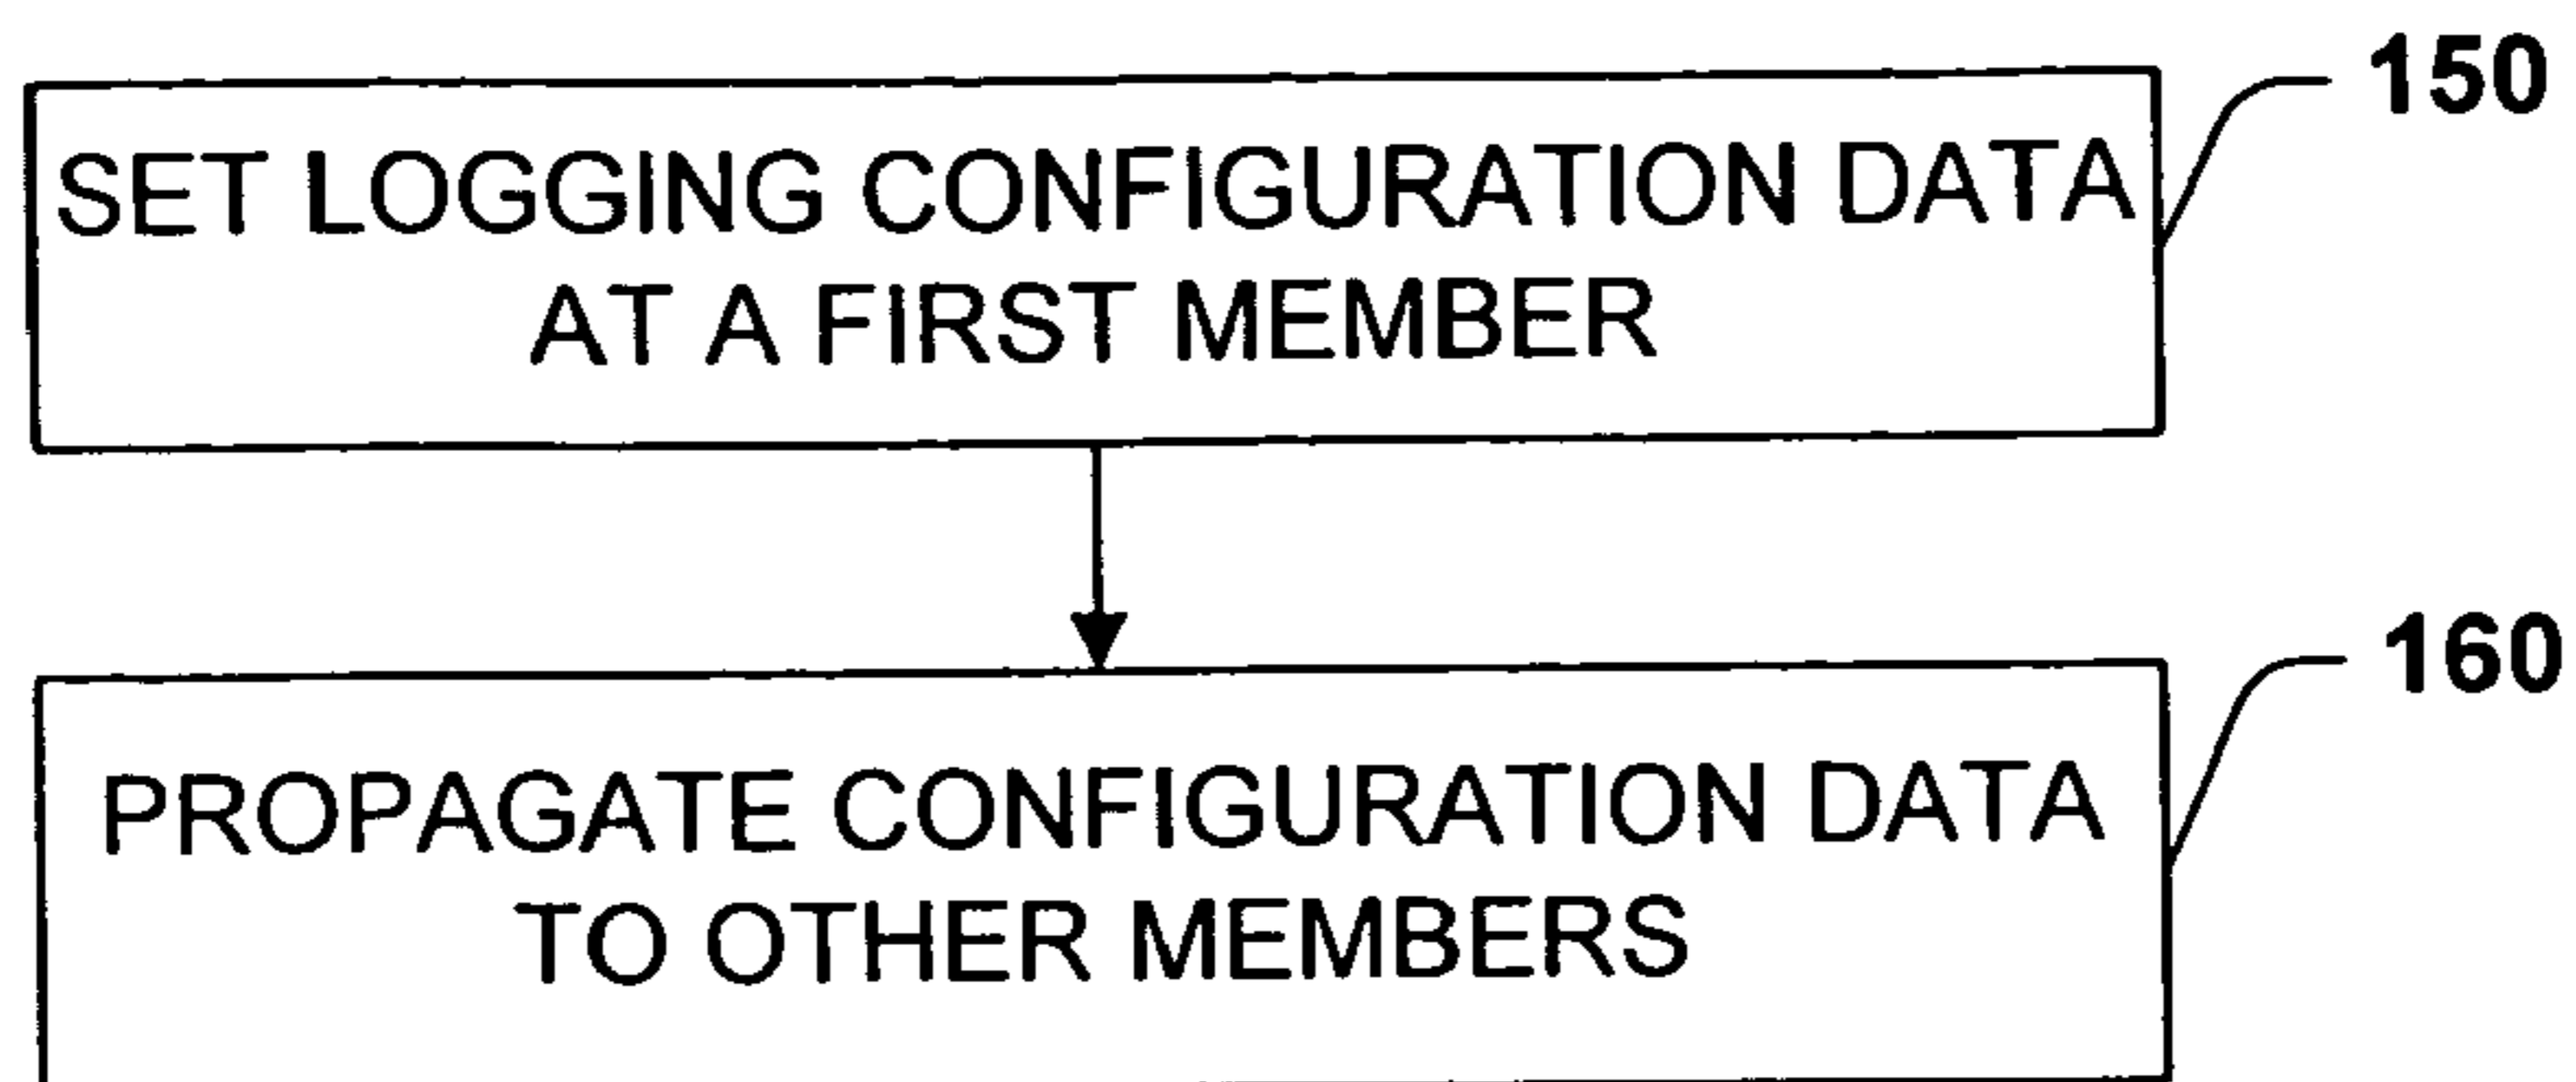 150
SET LOGGING CONFIGURATION DATA
AT A FIRST MEMBER
160
PROPAGATE CONFIGURATION DATA
TO OTHER MEMBERS